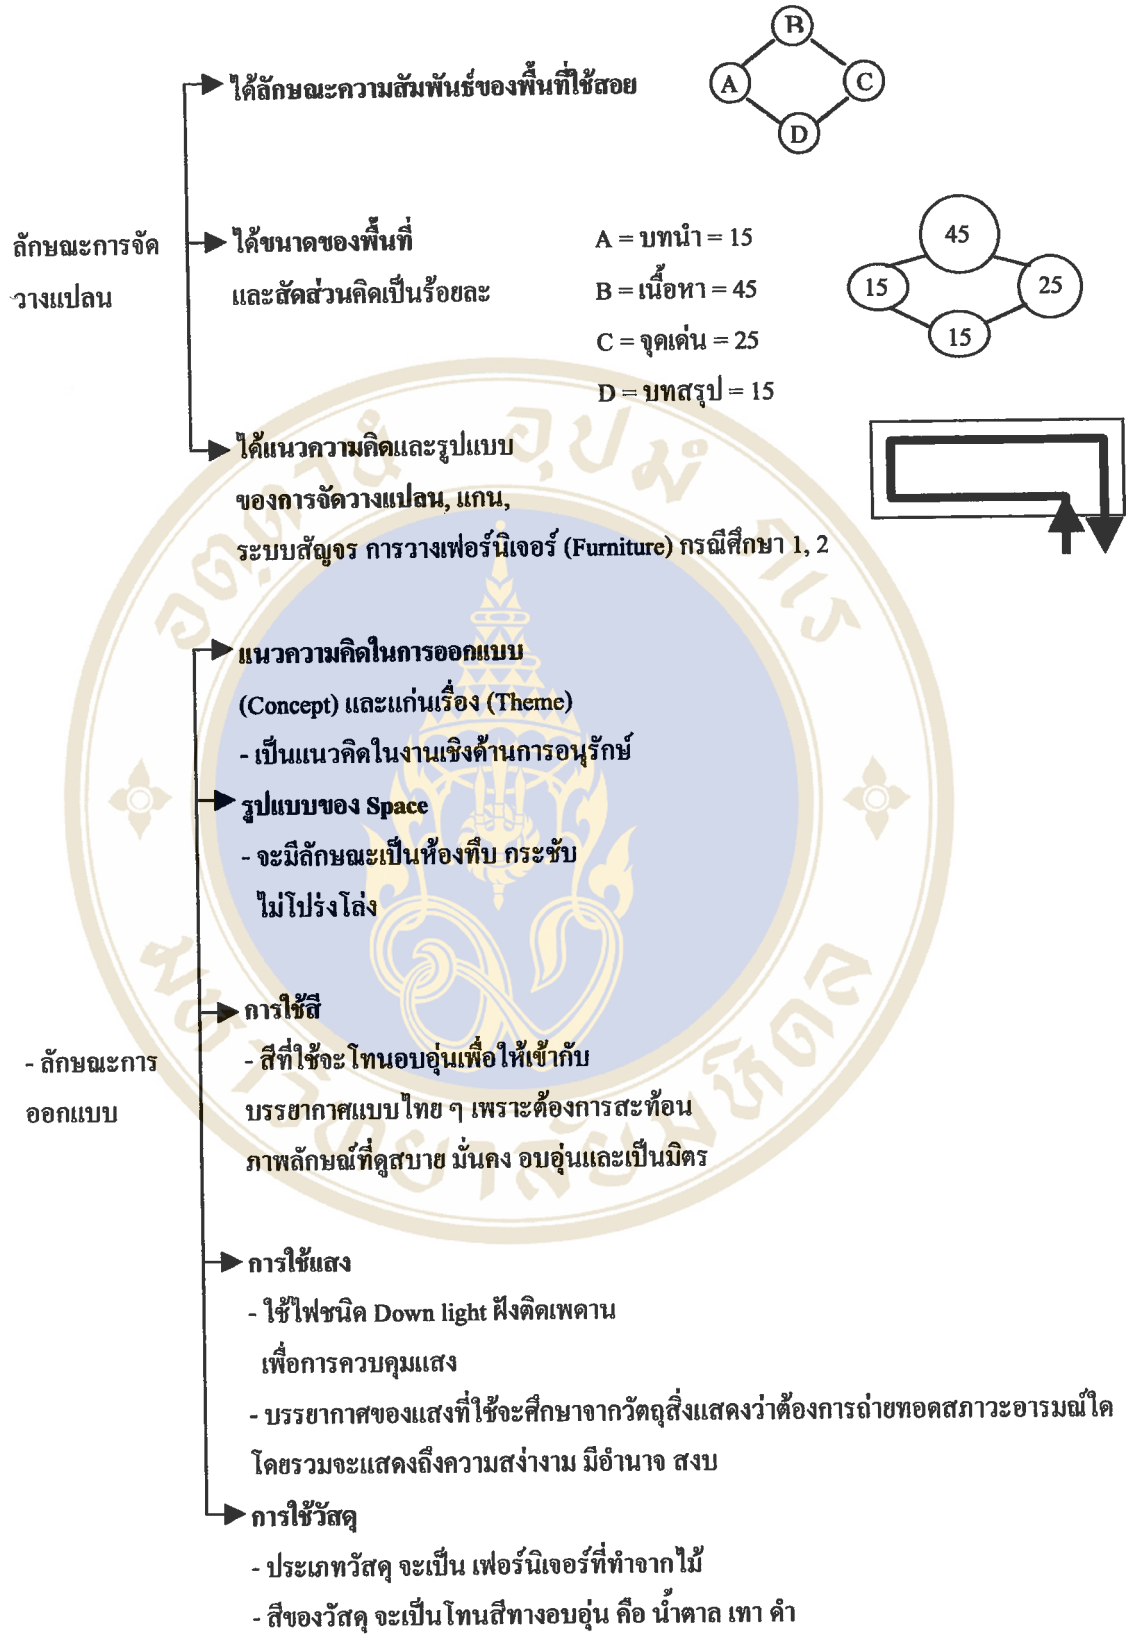 B
ได้ลักษณะความสัมพันธ์ของพื้นที่ใช้สอย
A
C
D
ลักษณะการจัด
วางแปลน
ได้ขนาดของพื้นที่
และสัดส่วนคิดเป็นร้อยละ
A = บทนำ = 15
B = เนื้อหา = 45
C = จุดเด่น = 25
D = บทสรุป = 15
45
15
25
15
ได้แนวความคิดและรูปแบบ
ของการจัดวางแปลน, แกน,
ระบบสัญจร การวางเฟอร์นิเจอร์ (Furniture) กรณีศึกษา 1, 2
แนวความคิดในการออกแบบ
(Concept) และแก่นเรื่อง (Theme)
- เป็นแนวคิดในงานเชิงด้านการอนุรักษ์
รูปแบบของ Space
- จะมีลักษณะเป็นห้องทึบ กระชับ
ไม่โปร่งโล่ง
- ลักษณะการ
ออกแบบ
การใช้สี
- สีที่ใช้จะโทนอบอุ่นเพื่อให้เข้ากับ
บรรยากาศแบบไทย ๆ เพราะต้องการสะท้อน
ภาพลักษณ์ที่ดูสบาย มั่นคง อบอุ่นและเป็นมิตร
การใช้แสง
- ใช้ไฟชนิด Down light ฝังติดเพดาน
เพื่อการควบคุมแสง
- บรรยากาศของแสงที่ใช้จะศึกษาจากวัตถุสิ่งแสดงว่าต้องการถ่ายทอดสภาวะอารมณ์ใด
โดยรวมจะแสดงถึงความสง่างาม มีอำนาจ สงบ
การใช้วัสดุ
- ประเภทวัสดุ จะเป็น เฟอร์นิเจอร์ที่ทำจากไม้
- สีของวัสดุ จะเป็นโทนสีทางอบอุ่น คือ น้ำตาล เทา ดำ
อตฺตานํ อุปมํ กเร
มหาวิทยาลัยมหิดล